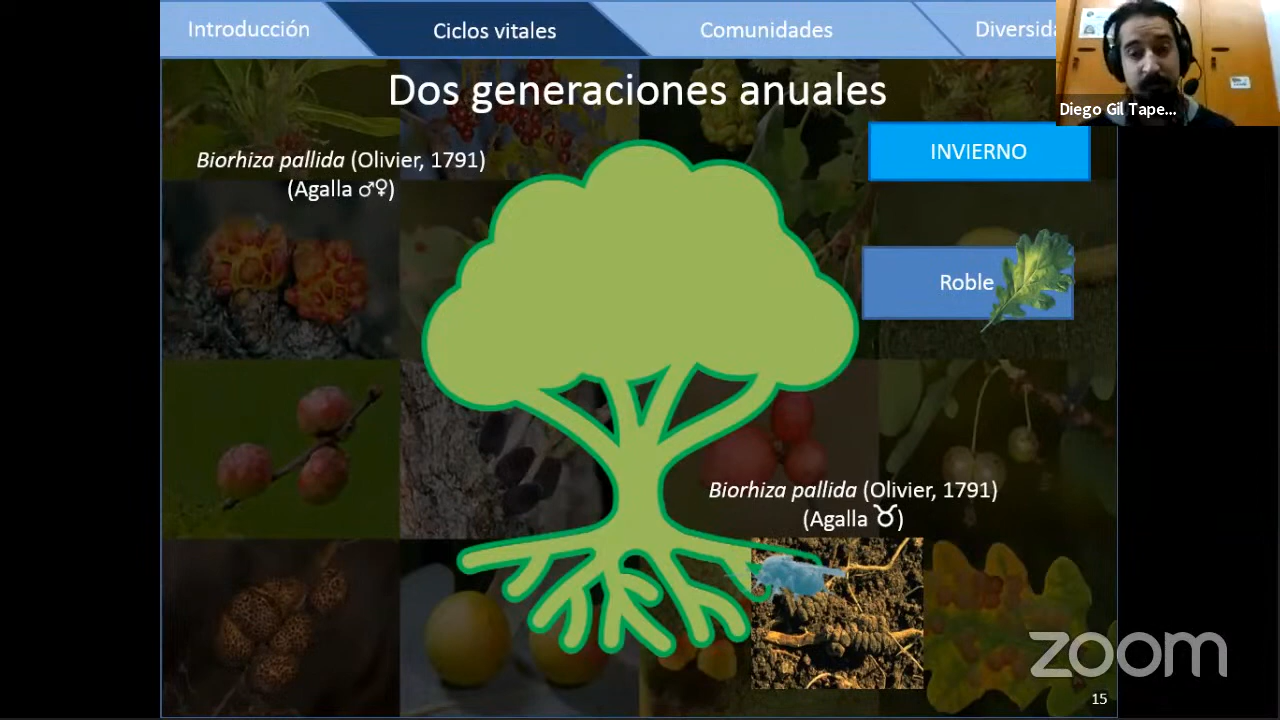 Introducción
Ciclos vitales
Comunidades
Diversida
Diego Gil Tape...
Dos generaciones anuales
INVIERNO
Biorhiza pallida (Olivier, 1791)
(Agalla ♂♀)
Roble
Biorhiza pallida (Olivier, 1791)
(Agalla ♉)
zoom
15